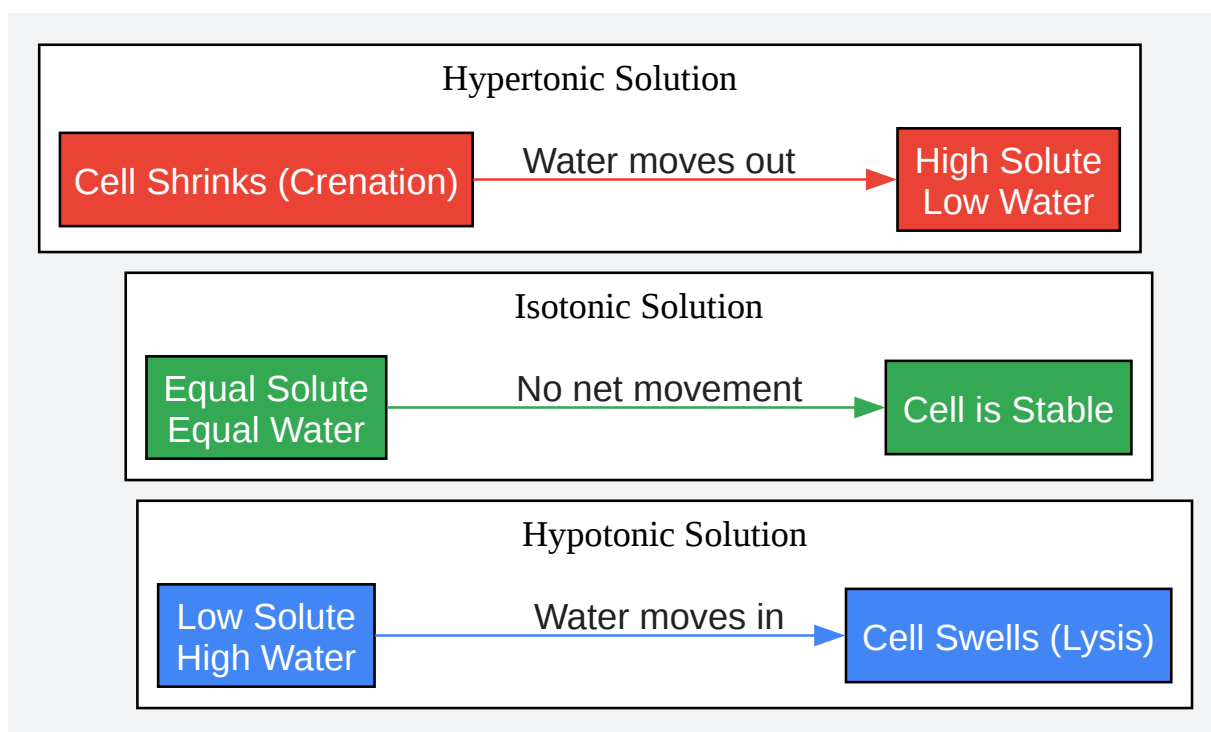 Hypertonic Solution
Cell Shrinks (Crenation)
Water moves out
High Solute
Low Water
Isotonic Solution
Equal Solute
Equal Water
No net movement
Cell is Stable
Hypotonic Solution
Low Solute
High Water
Water moves in
Cell Swells (Lysis)